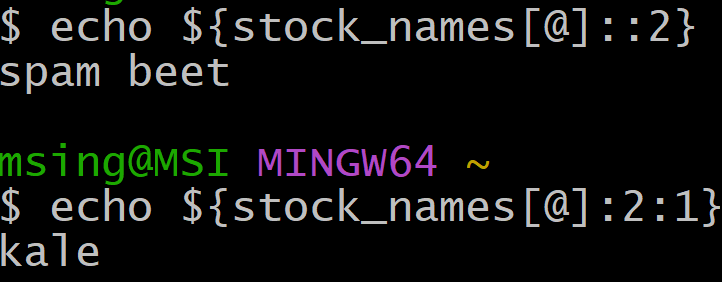 $ echo ${stock_names[@]::2}
spam beet
msing@MSI MINGW64 ~
$ echo ${stock_names[@]:2:1}
kale